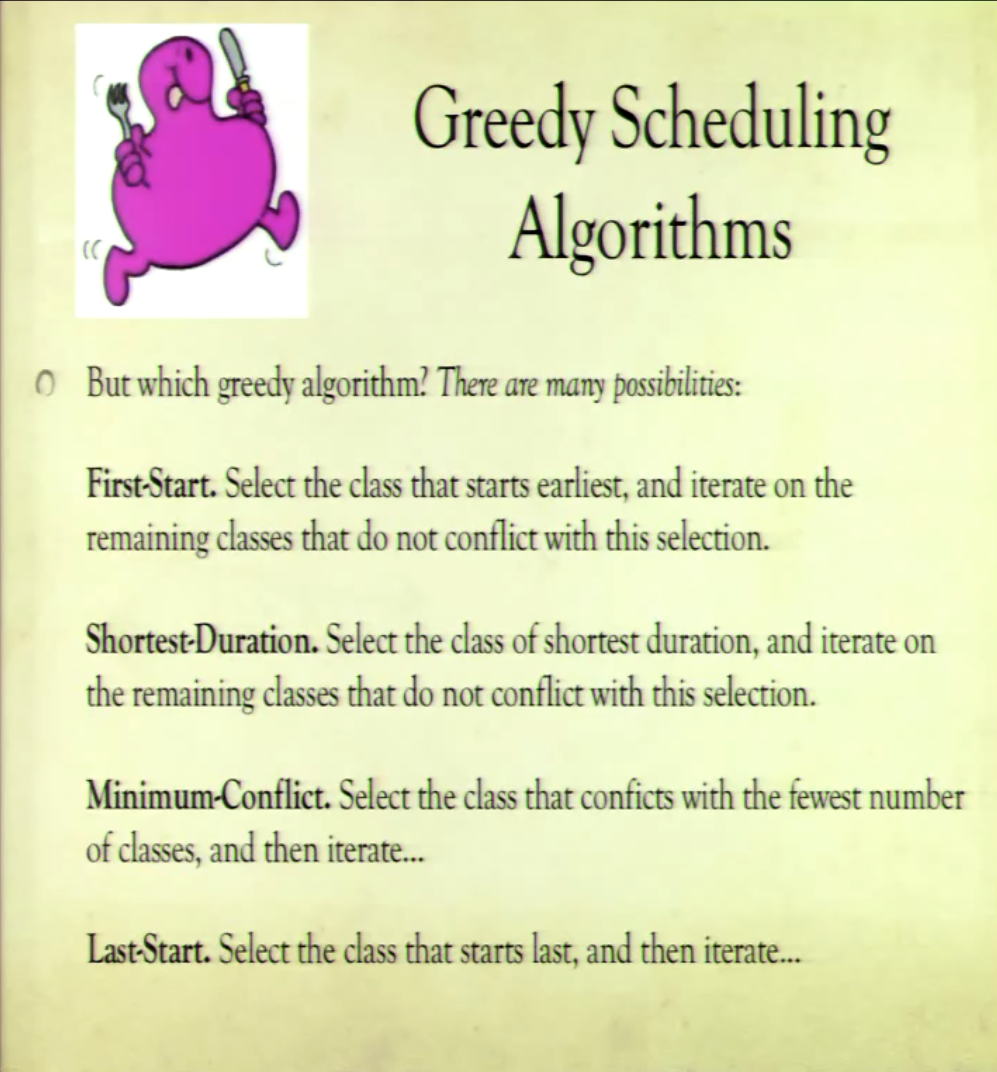 Greedy Scheduling
Algorithms
But which greedy algorithm? There are many possibilities:
First-Start. Select the class that starts earliest, and iterate on the
remaining classes that do not conflict with this selection.
Shortest-Duration. Select the class of shortest duration, and iterate on
the remaining classes that do not conflict with this selection.
Minimum-Conflict. Select the class that conficts with the fewest number
of classes, and then iterate...
Last-Start. Select the class that starts last, and then iterate...